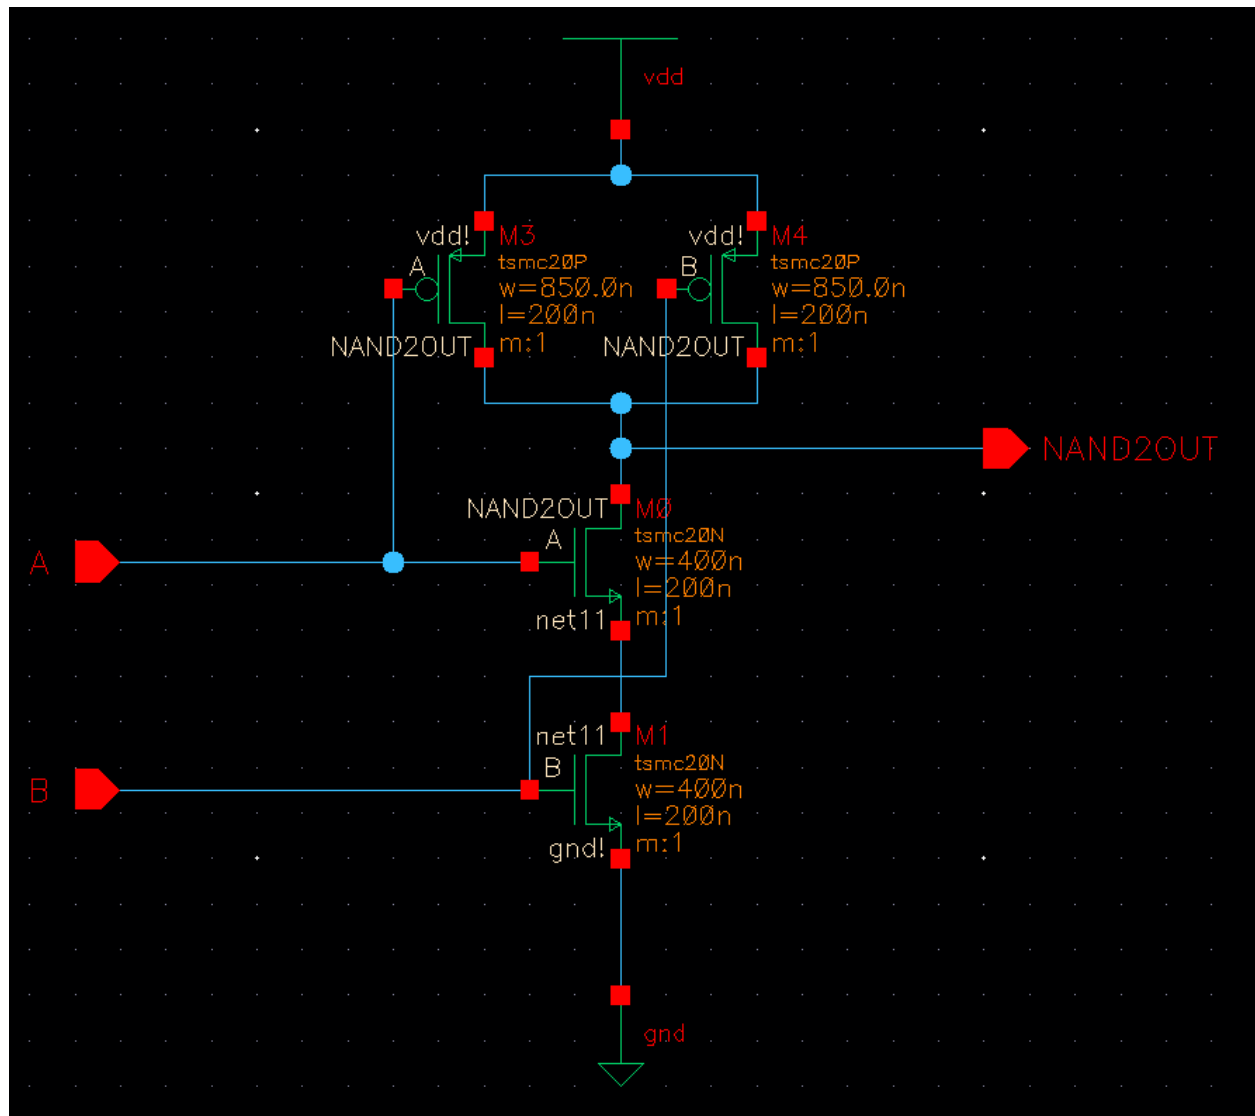 vdd
vdd!
M3
A
tsmc20P
w=850.0n
l=200n
NAND2OUT
m:1
vdd!
M4
B
tsmc20P
w=850.0n
l=200n
NAND2OUT
m:1
NAND2OUT
NAND2OUT
M0
A
tsmc20N
w=400n
l=200n
net11
m:1
A
net11
M1
B
tsmc20N
w=400n
l=200n
gnd!
m:1
B
gnd